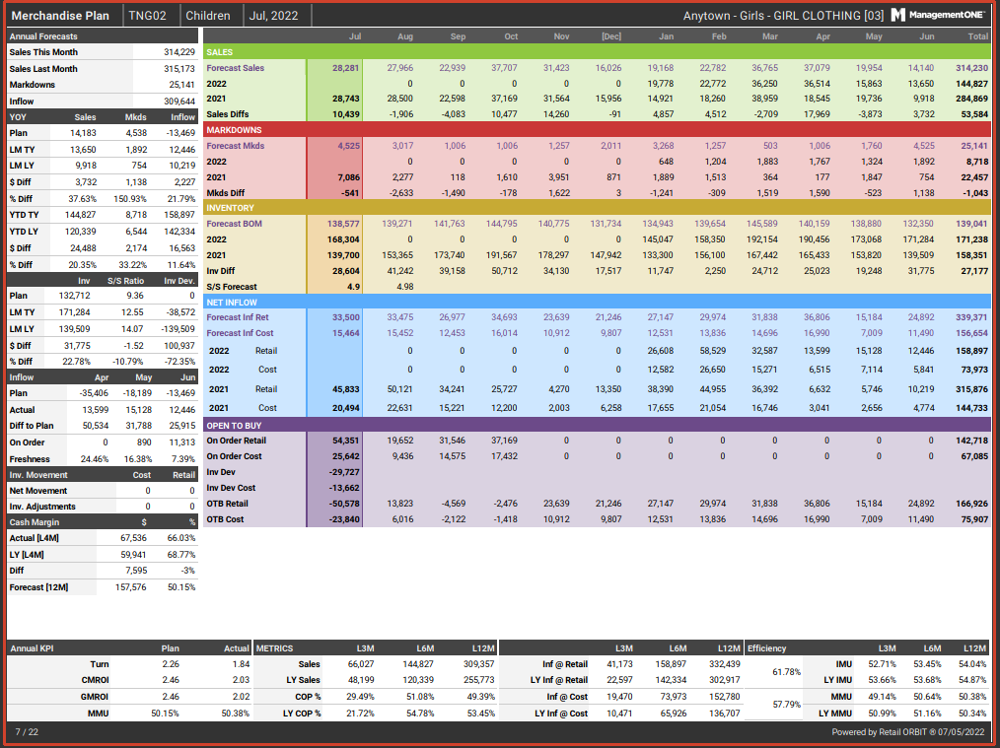 Merchandise Plan TNG02 Children Jul, 2022 Anytown - Girls - GIRL CLOTHING [03] ManagementONE
Annual Forecasts
Sales This Month 314,229
Sales Last Month 315,173
Markdowns 25,141
Inflow 309,644
YOY Sales Mkds Inflow
Plan 14,183 4,538 -13,469
LM TY 13,650 1,892 12,446
LM LY 9,918 754 10,219
$ Diff 3,732 1,138 2,227
% Diff 37.63% 150.93% 21.79%
YTD TY 144,827 8,718 158,897
YTD LY 120,339 6,544 142,334
$ Diff 24,488 2,174 16,563
% Diff 20.35% 33.22% 11.64%
Inv S/S Ratio Inv Dev.
Plan 132,712 9.36 0
LM TY 171,284 12.55 -38,572
LM LY 139,509 14.07 -139,509
$ Diff 31,775 -1.52 100,937
% Diff 22.78% -10.79% -72.35%
Inflow Apr May Jun
Plan -35,406 -18,189 -13,469
Actual 13,599 15,128 12,446
Diff to Plan 50,534 31,788 25,915
On Order 0 890 11,313
Freshness 24.46% 16.38% 7.39%
Inv. Movement Cost Retail
Net Movement 0 0
Inv. Adjustments 0 0
Cash Margin $ %
Actual [L4M] 67,536 66.03%
LY [L4M] 59,941 68.77%
Diff 7,595 -3%
Forecast [12M] 157,576 50.15%
Jul Aug Sep Oct Nov [Dec] Jan Feb Mar Apr May Jun Total
SALES
Forecast Sales 28,281 27,966 22,939 37,707 31,423 16,026 19,168 22,782 36,765 37,079 19,954 14,140 314,230
2022 0 0 0 0 0 19,778 22,772 36,250 36,514 15,863 13,650 144,827
2021 28,743 28,500 22,598 37,169 31,564 15,956 14,921 18,260 38,959 18,545 19,736 9,918 284,869
Sales Diffs 10,439 -1,906 -4,083 10,477 14,260 -91 4,857 4,512 -2,709 17,969 -3,873 3,732 53,584
MARKDOWNS
Forecast Mkds 4,525 3,017 1,006 1,006 1,257 2,011 3,268 1,257 503 1,006 1,760 4,525 25,141
2022 0 0 0 0 0 648 1,204 1,883 1,767 1,324 1,892 8,718
2021 7,086 2,277 118 1,610 3,951 871 1,889 1,513 364 177 1,847 754 22,457
Mkds Diff -541 -2,633 -1,490 -178 1,622 3 -1,241 -309 1,519 1,590 -523 1,138 -1,043
INVENTORY
Forecast BOM 138,577 139,271 141,763 144,795 140,775 131,734 134,943 139,654 145,589 140,159 138,880 132,350 139,041
2022 168,304 0 0 0 0 0 145,047 158,350 192,154 190,456 173,068 171,284 171,238
2021 139,700 153,365 173,740 191,567 178,297 147,942 133,300 156,100 167,442 165,433 153,820 139,509 158,351
Inv Diff 28,604 41,242 39,158 50,712 34,130 17,517 11,747 2,250 24,712 25,023 19,248 31,775 27,177
S/S Forecast 4.9 4.98
NET INFLOW
Forecast Inf Ret 33,500 33,475 26,977 34,693 23,639 21,246 27,147 29,974 31,838 36,806 15,184 24,892 339,371
Forecast Inf Cost 15,464 15,452 12,453 16,014 10,912 9,807 12,531 13,836 14,696 16,990 7,009 11,490 156,654
2022 Retail 0 0 0 0 0 26,608 58,529 32,587 13,599 15,128 12,446 158,897
2022 Cost 0 0 0 0 0 12,582 26,650 15,271 6,515 7,114 5,841 73,973
2021 Retail 45,833 50,121 34,241 25,727 4,270 13,350 38,390 44,955 36,392 6,632 5,746 10,219 315,876
2021 Cost 20,494 22,631 15,221 12,200 2,003 6,258 17,655 21,054 16,746 3,041 2,656 4,774 144,733
OPEN TO BUY
On Order Retail 54,351 19,652 31,546 37,169 0 0 0 0 0 0 0 0 142,718
On Order Cost 25,642 9,436 14,575 17,432 0 0 0 0 0 0 0 0 67,085
Inv Dev -29,727
Inv Dev Cost -13,662
OTB Retail -50,578 13,823 -4,569 -2,476 23,639 21,246 27,147 29,974 31,838 36,806 15,184 24,892 166,926
OTB Cost -23,840 6,016 -2,122 -1,418 10,912 9,807 12,531 13,836 14,696 16,990 7,009 11,490 75,907
Annual KPI Plan Actual
Turn 2.26 1.84
CMROI 2.46 2.03
GMROI 2.46 2.02
MMU 50.15% 50.38%
METRICS L3M L6M L12M
Sales 66,027 144,827 309,357
LY Sales 48,199 120,339 255,773
COP % 29.49% 51.08% 49.39%
LY COP % 21.72% 54.78% 53.45%
L3M L6M L12M
Inf @ Retail 41,173 158,897 332,439
LY Inf @ Retail 22,597 142,334 302,917
Inf @ Cost 19,470 73,973 152,780
LY Inf @ Cost 10,471 65,926 136,707
Efficiency L3M L6M L12M
61.78%
IMU 52.71% 53.45% 54.04%
LY IMU 53.66% 53.68% 54.87%
57.79%
MMU 49.14% 50.64% 50.38%
LY MMU 50.99% 51.16% 50.34%
7 / 22 Powered by Retail ORBIT ® 07/05/2022